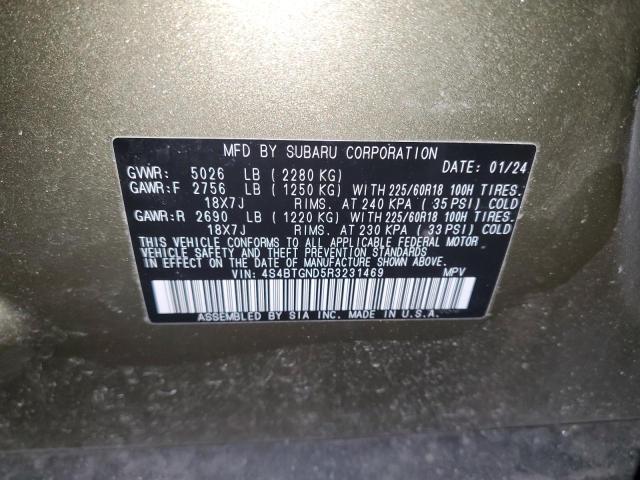 MFD BY SUBARU CORPORATION
DATE: 01/24
GVWR: 5026 LB ( 2280 KG)
GAWR:F 2756 LB ( 1250 KG) WITH 225/60R18 100H TIRES.
18X7J RIMS. AT 240 KPA ( 35 PSI) COLD
GAWR:R 2690 LB ( 1220 KG) WITH 225/60R18 100H TIRES.
18X7J RIMS. AT 230 KPA ( 33 PSI) COLD
THIS VEHICLE CONFORMS TO ALL APPLICABLE FEDERAL MOTOR
VEHICLE SAFETY AND THEFT PREVENTION STANDARDS
IN EFFECT ON THE DATE OF MANUFACTURE SHOWN ABOVE.
VIN: 4S4BTGND5R3231469 MPV
ASSEMBLED BY SIA INC. MADE IN U.S.A.